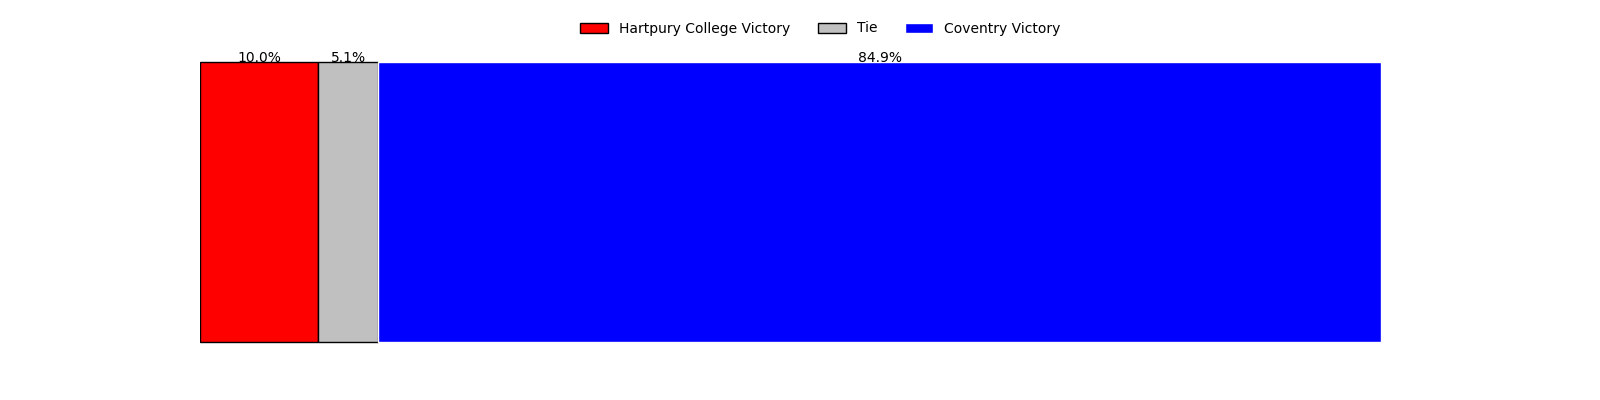 Hartpury College Victory Tie Coventry Victory
10.0% 5.1% 84.9%